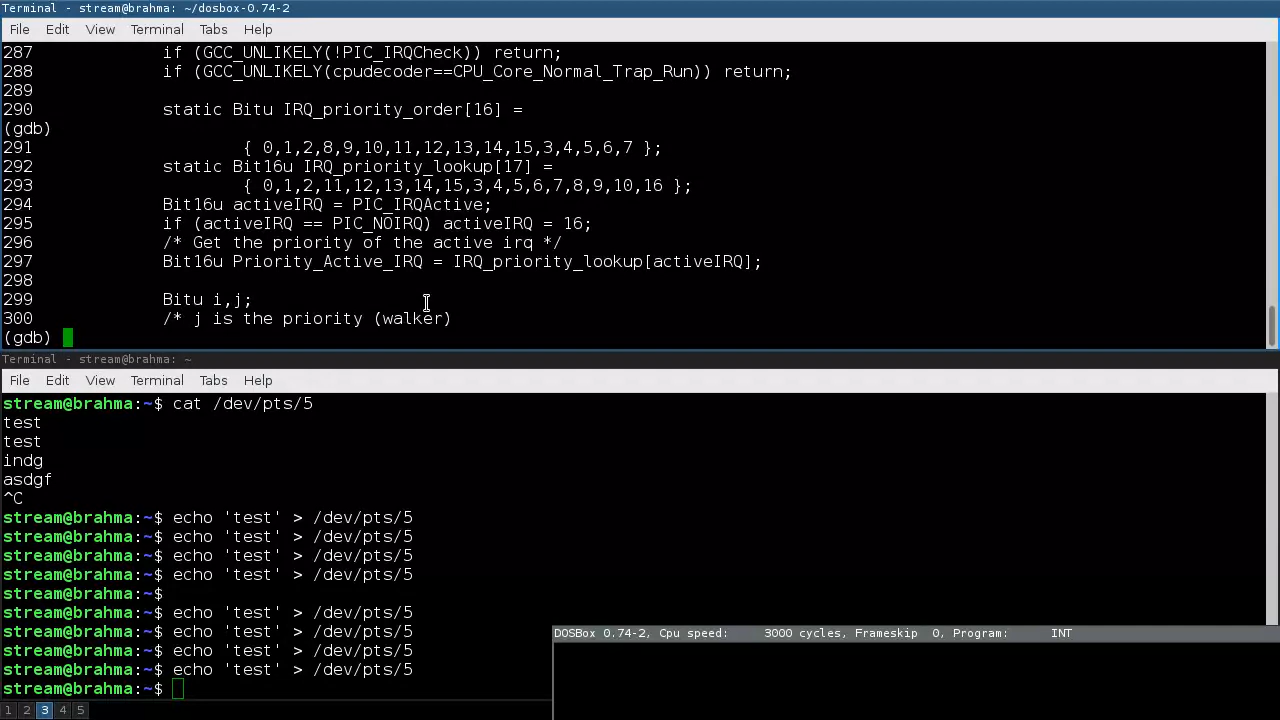 Terminal - stream@brahma: ~/dosbox-0.74-2
File Edit View Terminal Tabs Help
287 if (GCC_UNLIKELY(!PIC_IRQCheck)) return;
288 if (GCC_UNLIKELY(cpudecoder==CPU_Core_Normal_Trap_Run)) return;
289
290 static Bitu IRQ_priority_order[16] =
(gdb)
291 { 0,1,2,8,9,10,11,12,13,14,15,3,4,5,6,7 };
292 static Bit16u IRQ_priority_lookup[17] =
293 { 0,1,2,11,12,13,14,15,3,4,5,6,7,8,9,10,16 };
294 Bit16u activeIRQ = PIC_IRQActive;
295 if (activeIRQ == PIC_NOIRQ) activeIRQ = 16;
296 /* Get the priority of the active irq */
297 Bit16u Priority_Active_IRQ = IRQ_priority_lookup[activeIRQ];
298
299 Bitu i,j;
300 /* j is the priority (walker)
(gdb)
Terminal - stream@brahma: ~
File Edit View Terminal Tabs Help
stream@brahma:~$ cat /dev/pts/5
test
test
indg
asdgf
^C
stream@brahma:~$ echo 'test' > /dev/pts/5
stream@brahma:~$ echo 'test' > /dev/pts/5
stream@brahma:~$ echo 'test' > /dev/pts/5
stream@brahma:~$ echo 'test' > /dev/pts/5
stream@brahma:~$
stream@brahma:~$ echo 'test' > /dev/pts/5
stream@brahma:~$ echo 'test' > /dev/pts/5
stream@brahma:~$ echo 'test' > /dev/pts/5
stream@brahma:~$ echo 'test' > /dev/pts/5
stream@brahma:~$
DOSBox 0.74-2, Cpu speed: 3000 cycles, Frameskip 0, Program: INT
1 2 3 4 5